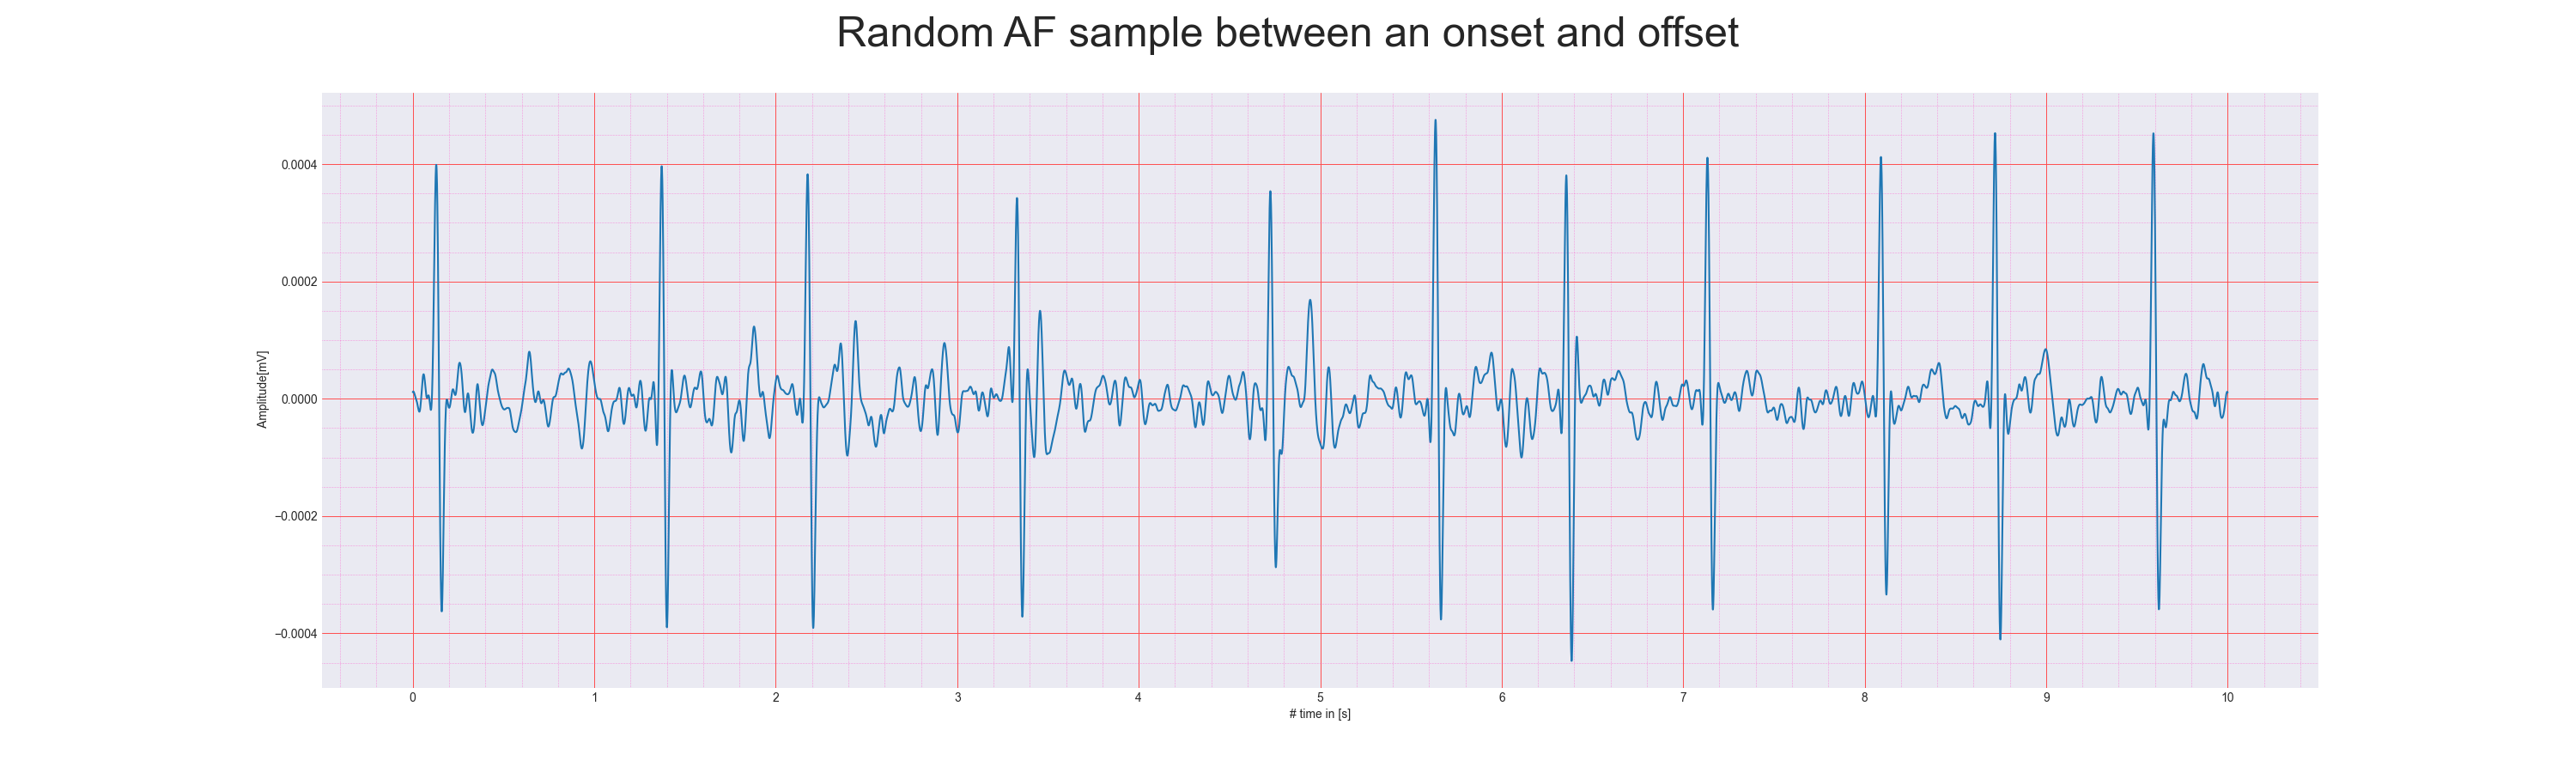 Random AF sample between an onset and offset
0.0004
0.0002
0.0000
−0.0002
−0.0004
Amplitude[mV]
0 1 2 3 4 5 6 7 8 9 10
# time in [s]